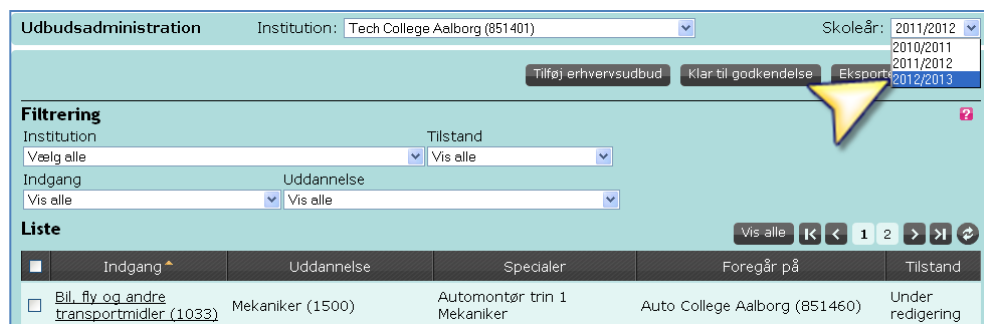 Udbudsadministration Institution: Tech College Aalborg (851401) Skoleår: 2011/2012
2010/2011
2011/2012
2012/2013
Tilføj erhvervsudbud Klar til godkendelse
Filtrering ?
Institution Tilstand
Vælg alle Vis alle
Indgang Uddannelse
Vis alle Vis alle
Liste Vis alle 1 2
Indgang Uddannelse Specialer Foregår på Tilstand
Bil, fly og andre transportmidler (1033) Mekaniker (1500) Automontør trin 1 Mekaniker Auto College Aalborg (851460) Under redigering